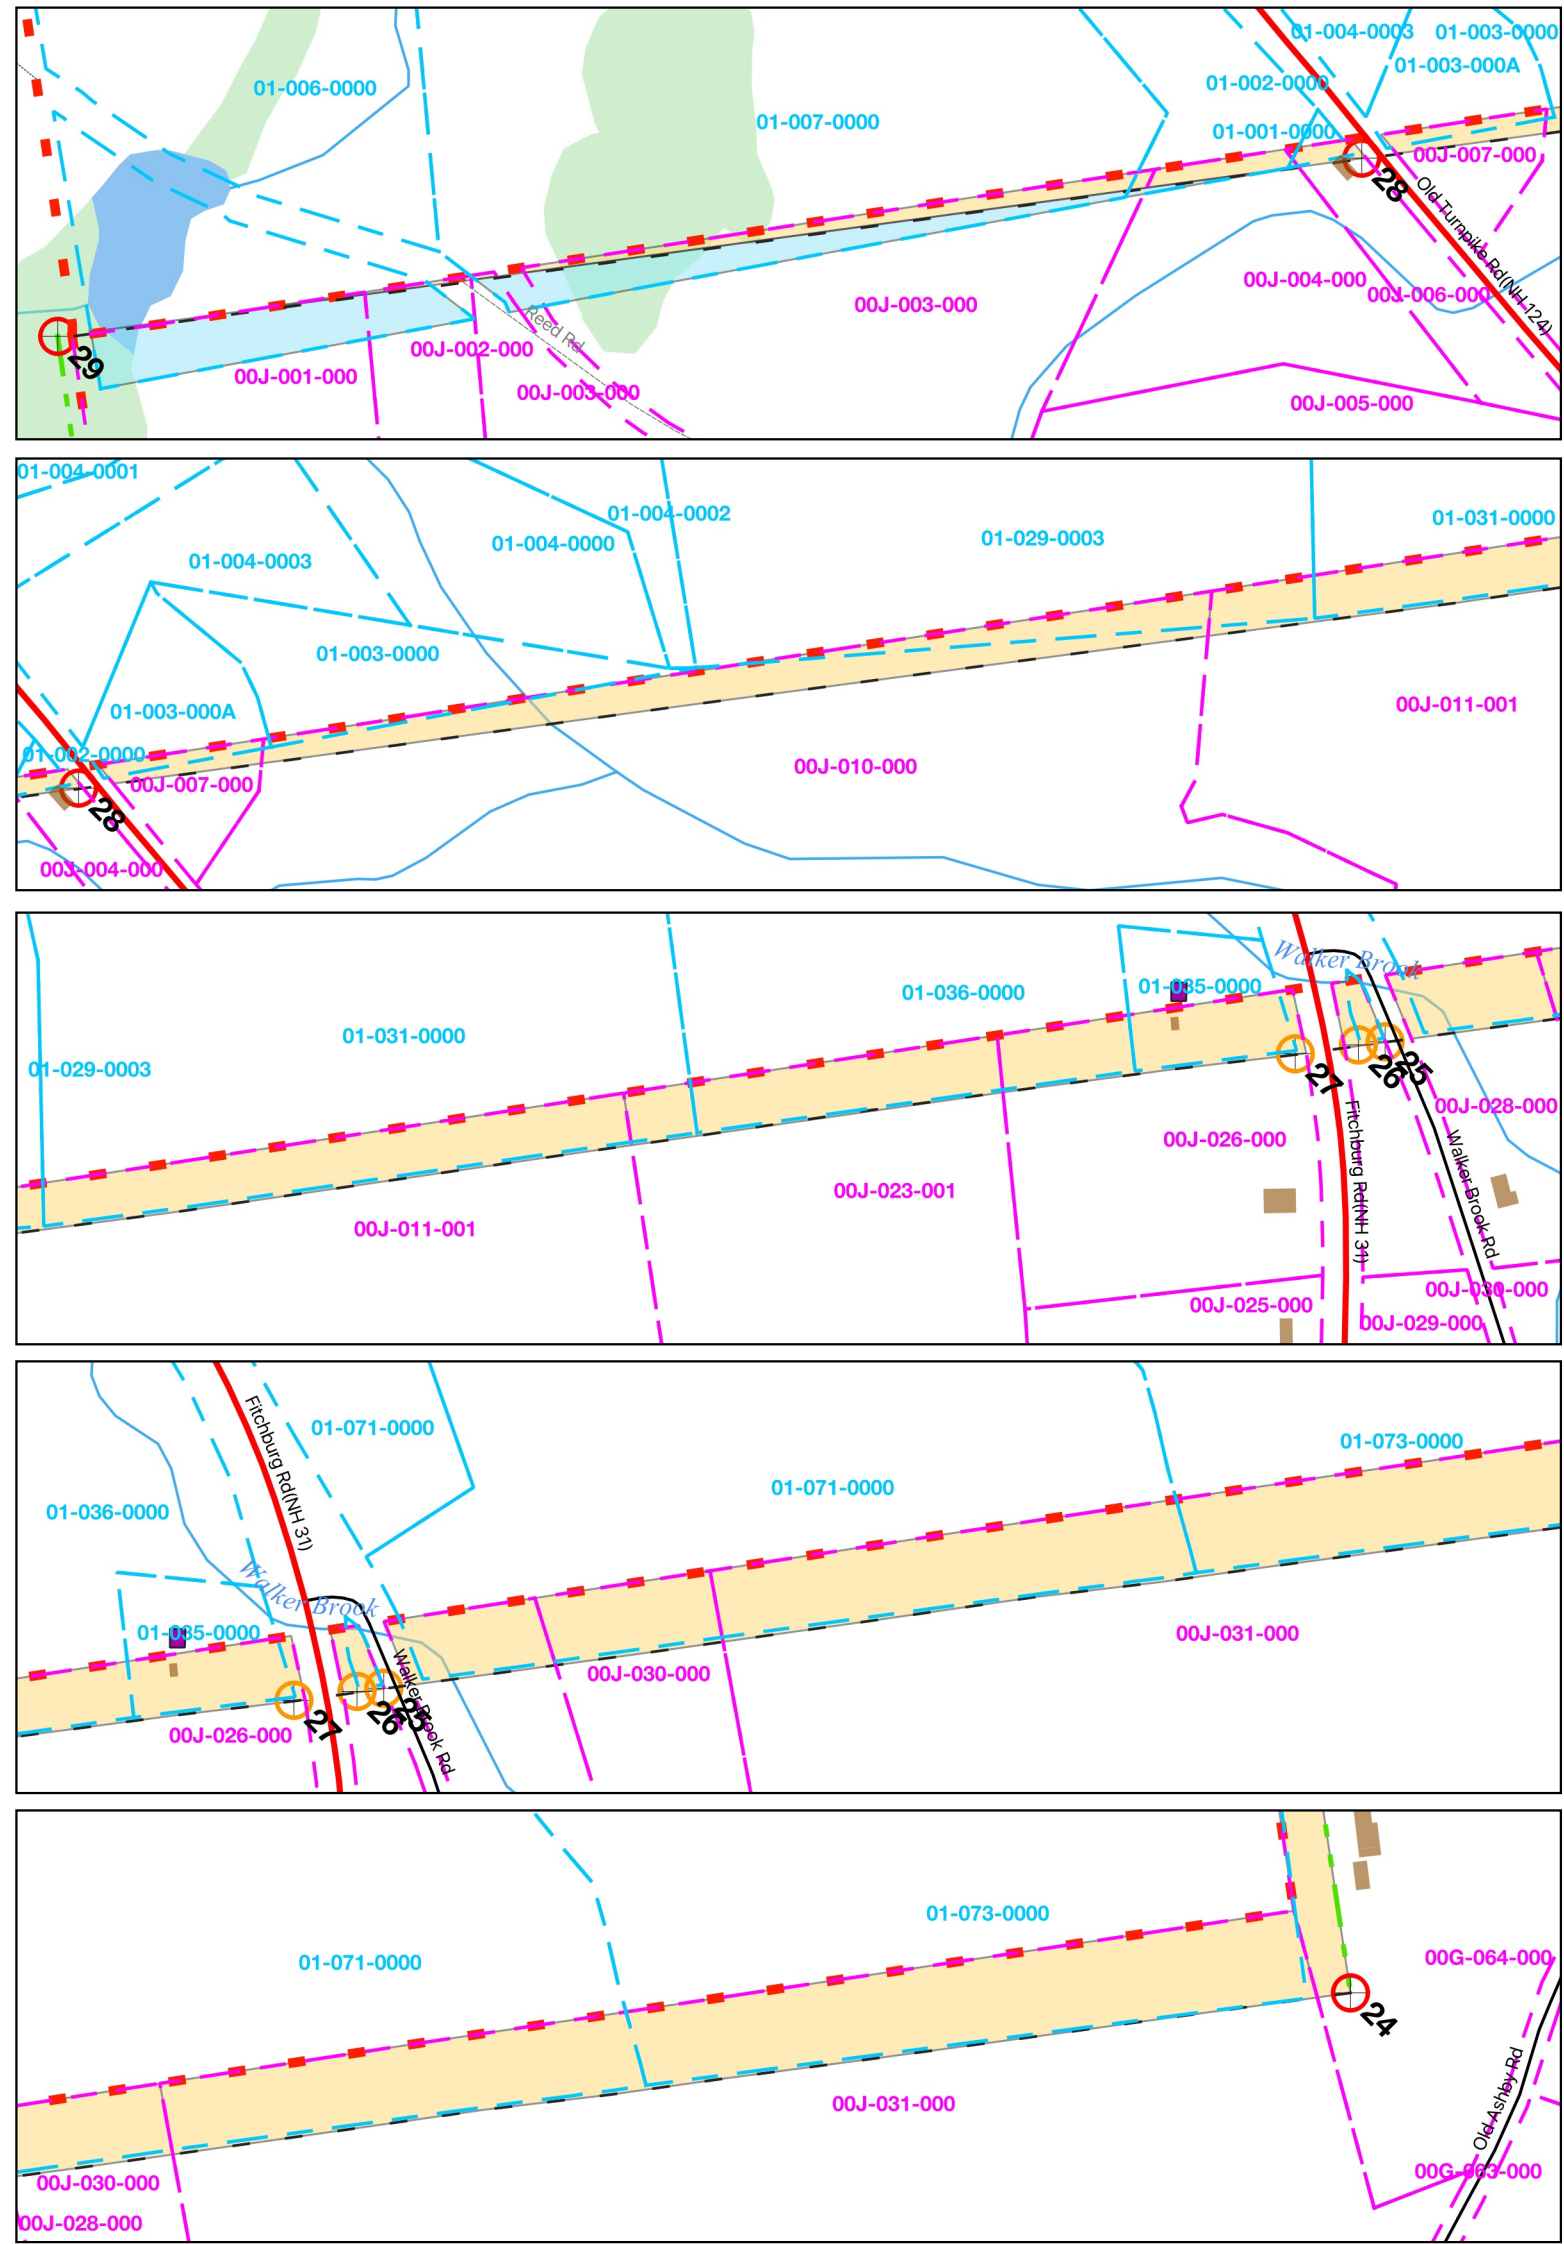 01-004-0003 01-003-0000
01-003-000A
01-006-0000
01-002-0000
01-007-0000
01-001-0000
00J-007-000
28
Old Turnpike Rd(NH 124)
00J-004-000
00J-006-000
00J-003-000
Reed Rd
29
00J-002-000
00J-001-000
00J-003-000
00J-005-000
01-004-0001
01-004-0002
01-031-0000
01-029-0003
01-004-0000
01-004-0003
01-003-0000
00J-011-001
01-003-000A
01-002-0000
00J-010-000
00J-007-000
28
00J-004-000
Walker Brook
01-035-0000
01-036-0000
01-031-0000
01-029-0003
27
26
25
00J-028-000
00J-026-000
Fitchburg Rd(NH 31)
Walker Brook Rd
00J-023-001
00J-011-001
00J-030-000
00J-025-000
00J-029-000
Fitchburg Rd(NH 31)
01-071-0000
01-073-0000
01-071-0000
01-036-0000
Walker Brook
01-035-0000
00J-031-000
00J-030-000
27
26
25
Walker Brook Rd
00J-026-000
01-073-0000
00G-064-000
01-071-0000
24
Old Ashby Rd
00J-031-000
00G-063-000
00J-030-000
00J-028-000